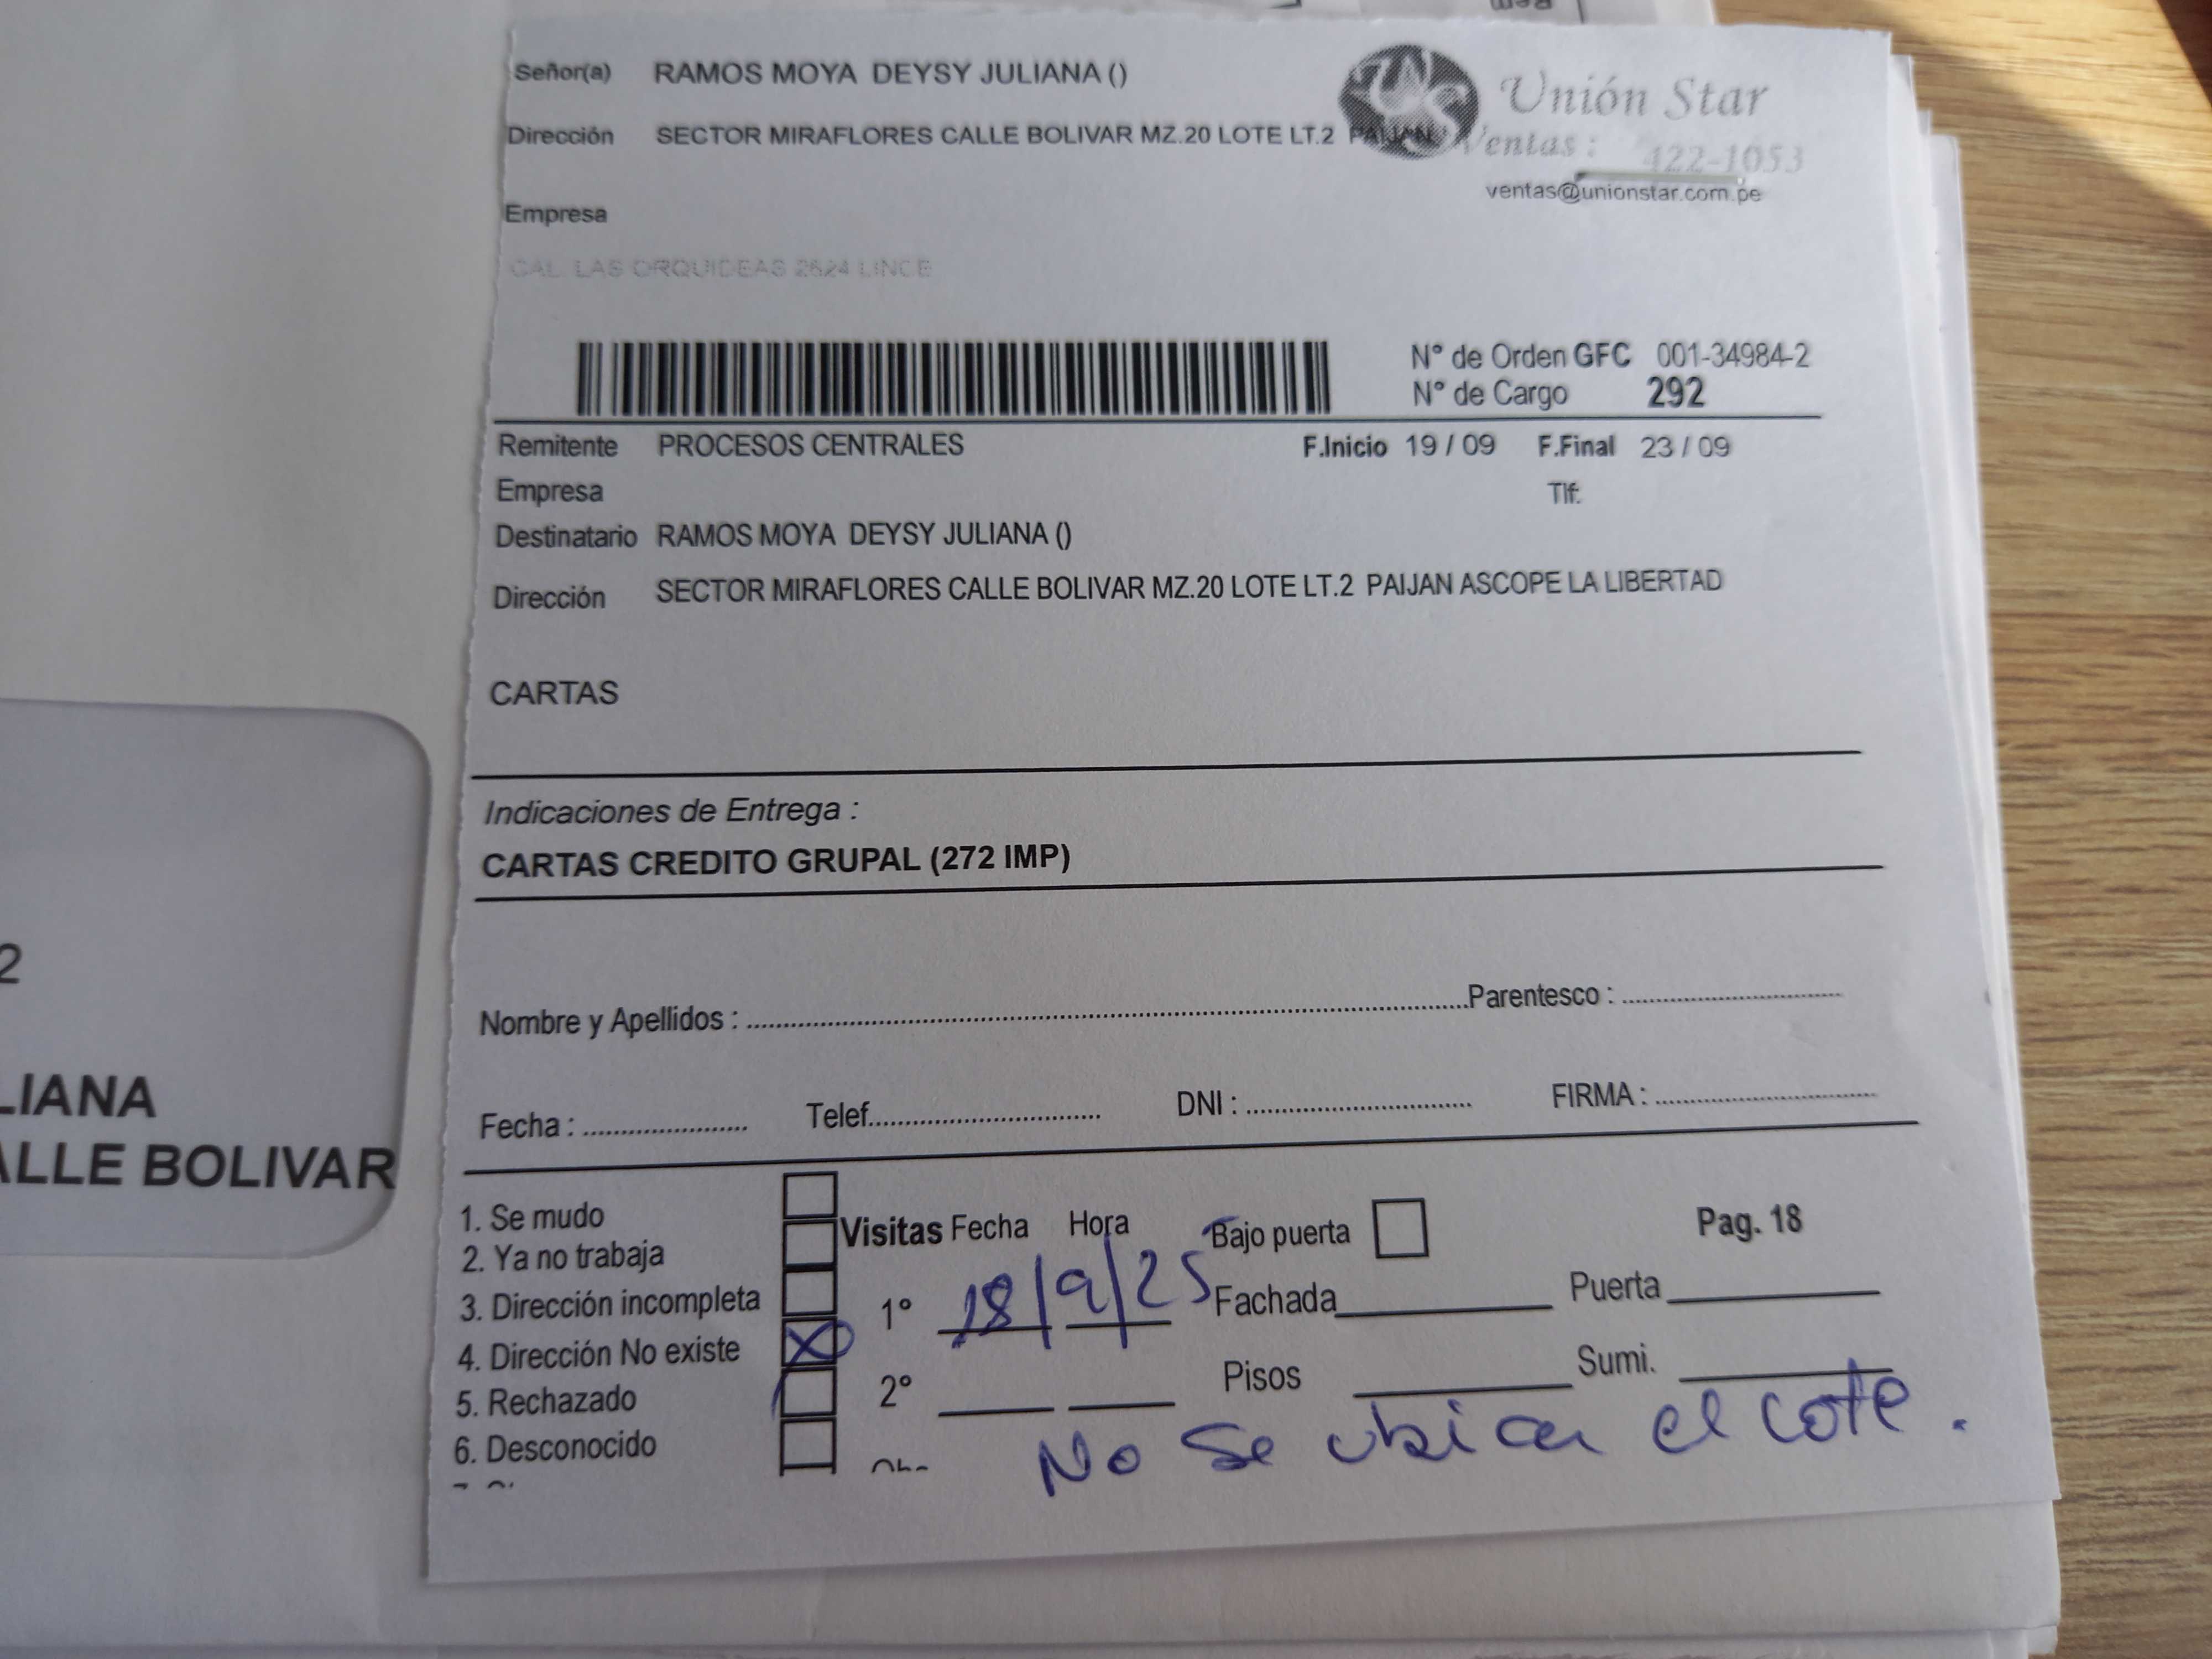 Señor(a) RAMOS MOYA DEYSY JULIANA ()
Unión Star
Dirección SECTOR MIRAFLORES CALLE BOLIVAR MZ.20 LOTE LT.2 PAIJAN
Ventas : 422-1053
ventas@unionstar.com.pe
Empresa
CAL. LAS ORQUIDEAS 2624 LINCE
N° de Orden GFC 001-34984-2
N° de Cargo 292
Remitente PROCESOS CENTRALES F.Inicio 19 / 09 F.Final 23 / 09
Empresa Tlf:
Destinatario RAMOS MOYA DEYSY JULIANA ()
Dirección SECTOR MIRAFLORES CALLE BOLIVAR MZ.20 LOTE LT.2 PAIJAN ASCOPE LA LIBERTAD
CARTAS
Indicaciones de Entrega :
CARTAS CREDITO GRUPAL (272 IMP)
Nombre y Apellidos : Parentesco :
Fecha : Telef. DNI : FIRMA :
1. Se mudo
2. Ya no trabaja
3. Dirección incompleta
4. Dirección No existe
5. Rechazado
6. Desconocido
Visitas Fecha Hora Bajo puerta Pag. 18
1° 18/9/25 Fachada Puerta
2° Pisos Sumi.
No se ubica el lote.
2
LIANA
ALLE BOLIVAR